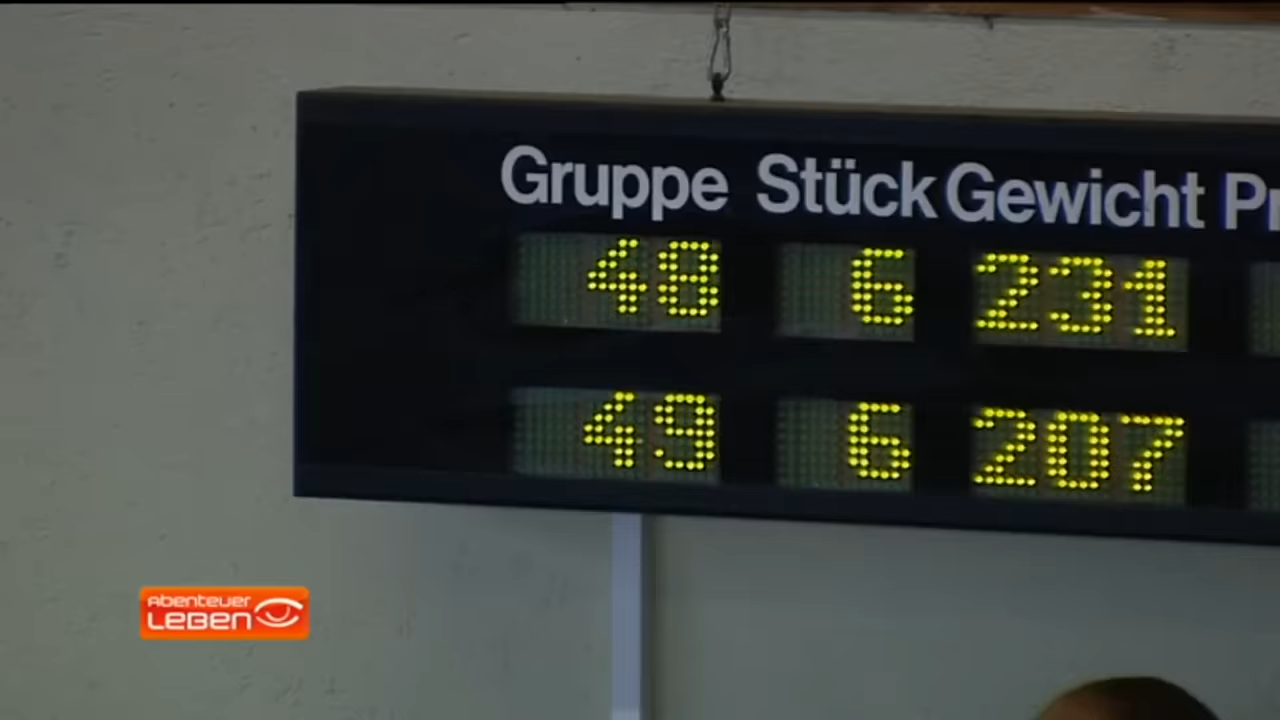 Gruppe Stück Gewicht
48 6 231
49 6 207
abenteuer
LEBEN